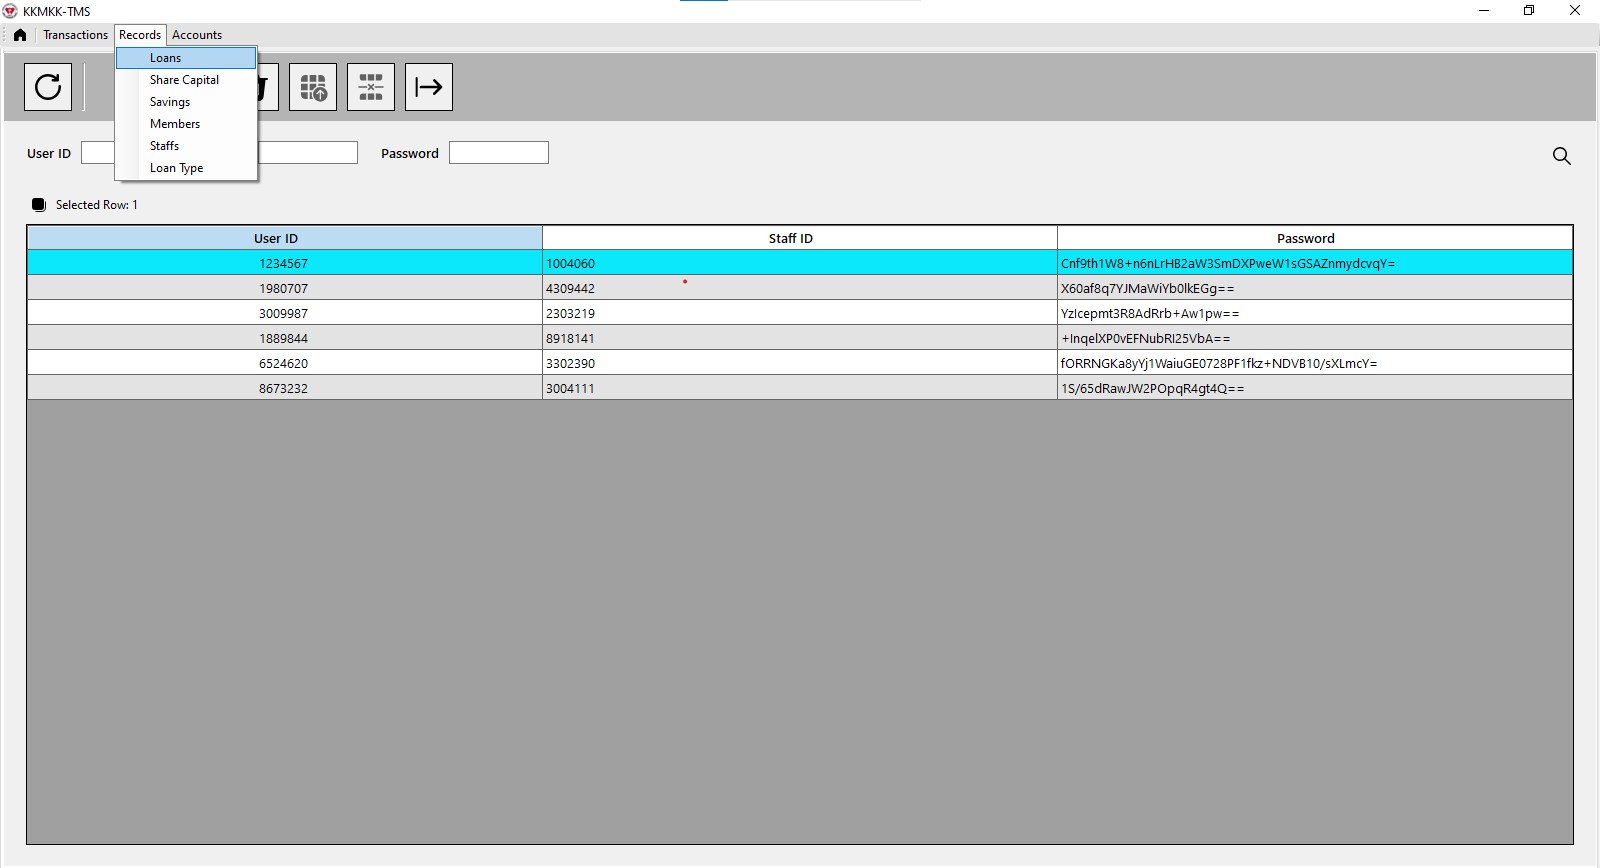 KKMKK-TMS
Transactions Records Accounts
Loans
Share Capital
Savings
Members
Staffs
Loan Type
User ID Password
Selected Row: 1
User ID Staff ID Password
1234567 1004060 Cnf9th1W8+n6nLrHB2aW3SmDXPweW1sGSAZnmydcvqY=
1980707 4309442 X60af8q7YJMaWiYb0lkEGg==
3009987 2303219 YzIcepmt3R8AdRrb+Aw1pw==
1889844 8918141 +InqelXP0vEFNubRI25VbA==
6524620 3302390 fORRNGKa8yYj1WaiuGE0728PF1fkz+NDVB10/sXLmcY=
8673232 3004111 1S/65dRawJW2POpqR4gt4Q==